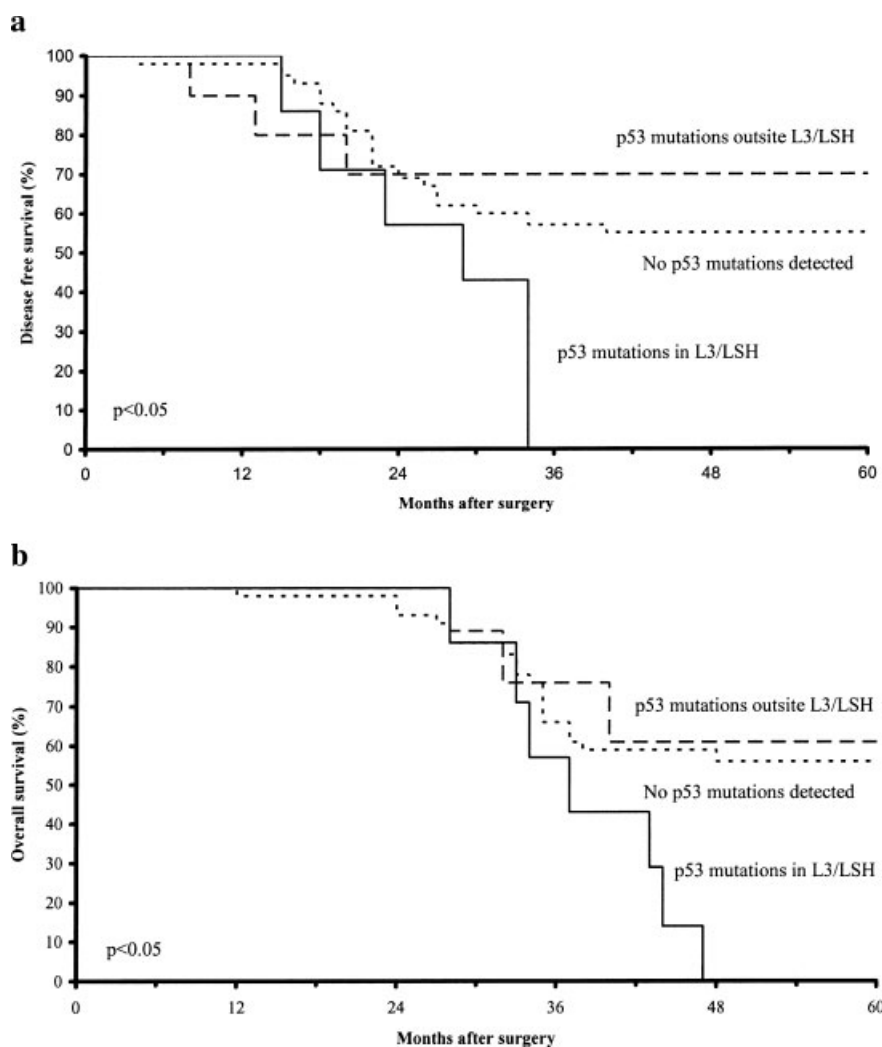 a
100
90
80
70
60
50
40
30
20
10
0
Disease free survival (%)
p53 mutations outsite L3/LSH
No p53 mutations detected
p53 mutations in L3/LSH
p<0.05
0 12 24 36 48 60
Months after surgery
b
100
90
80
70
60
50
40
30
20
10
0
Overall survival (%)
p53 mutations outsite L3/LSH
No p53 mutations detected
p53 mutations in L3/LSH
p<0.05
0 12 24 36 48 60
Months after surgery